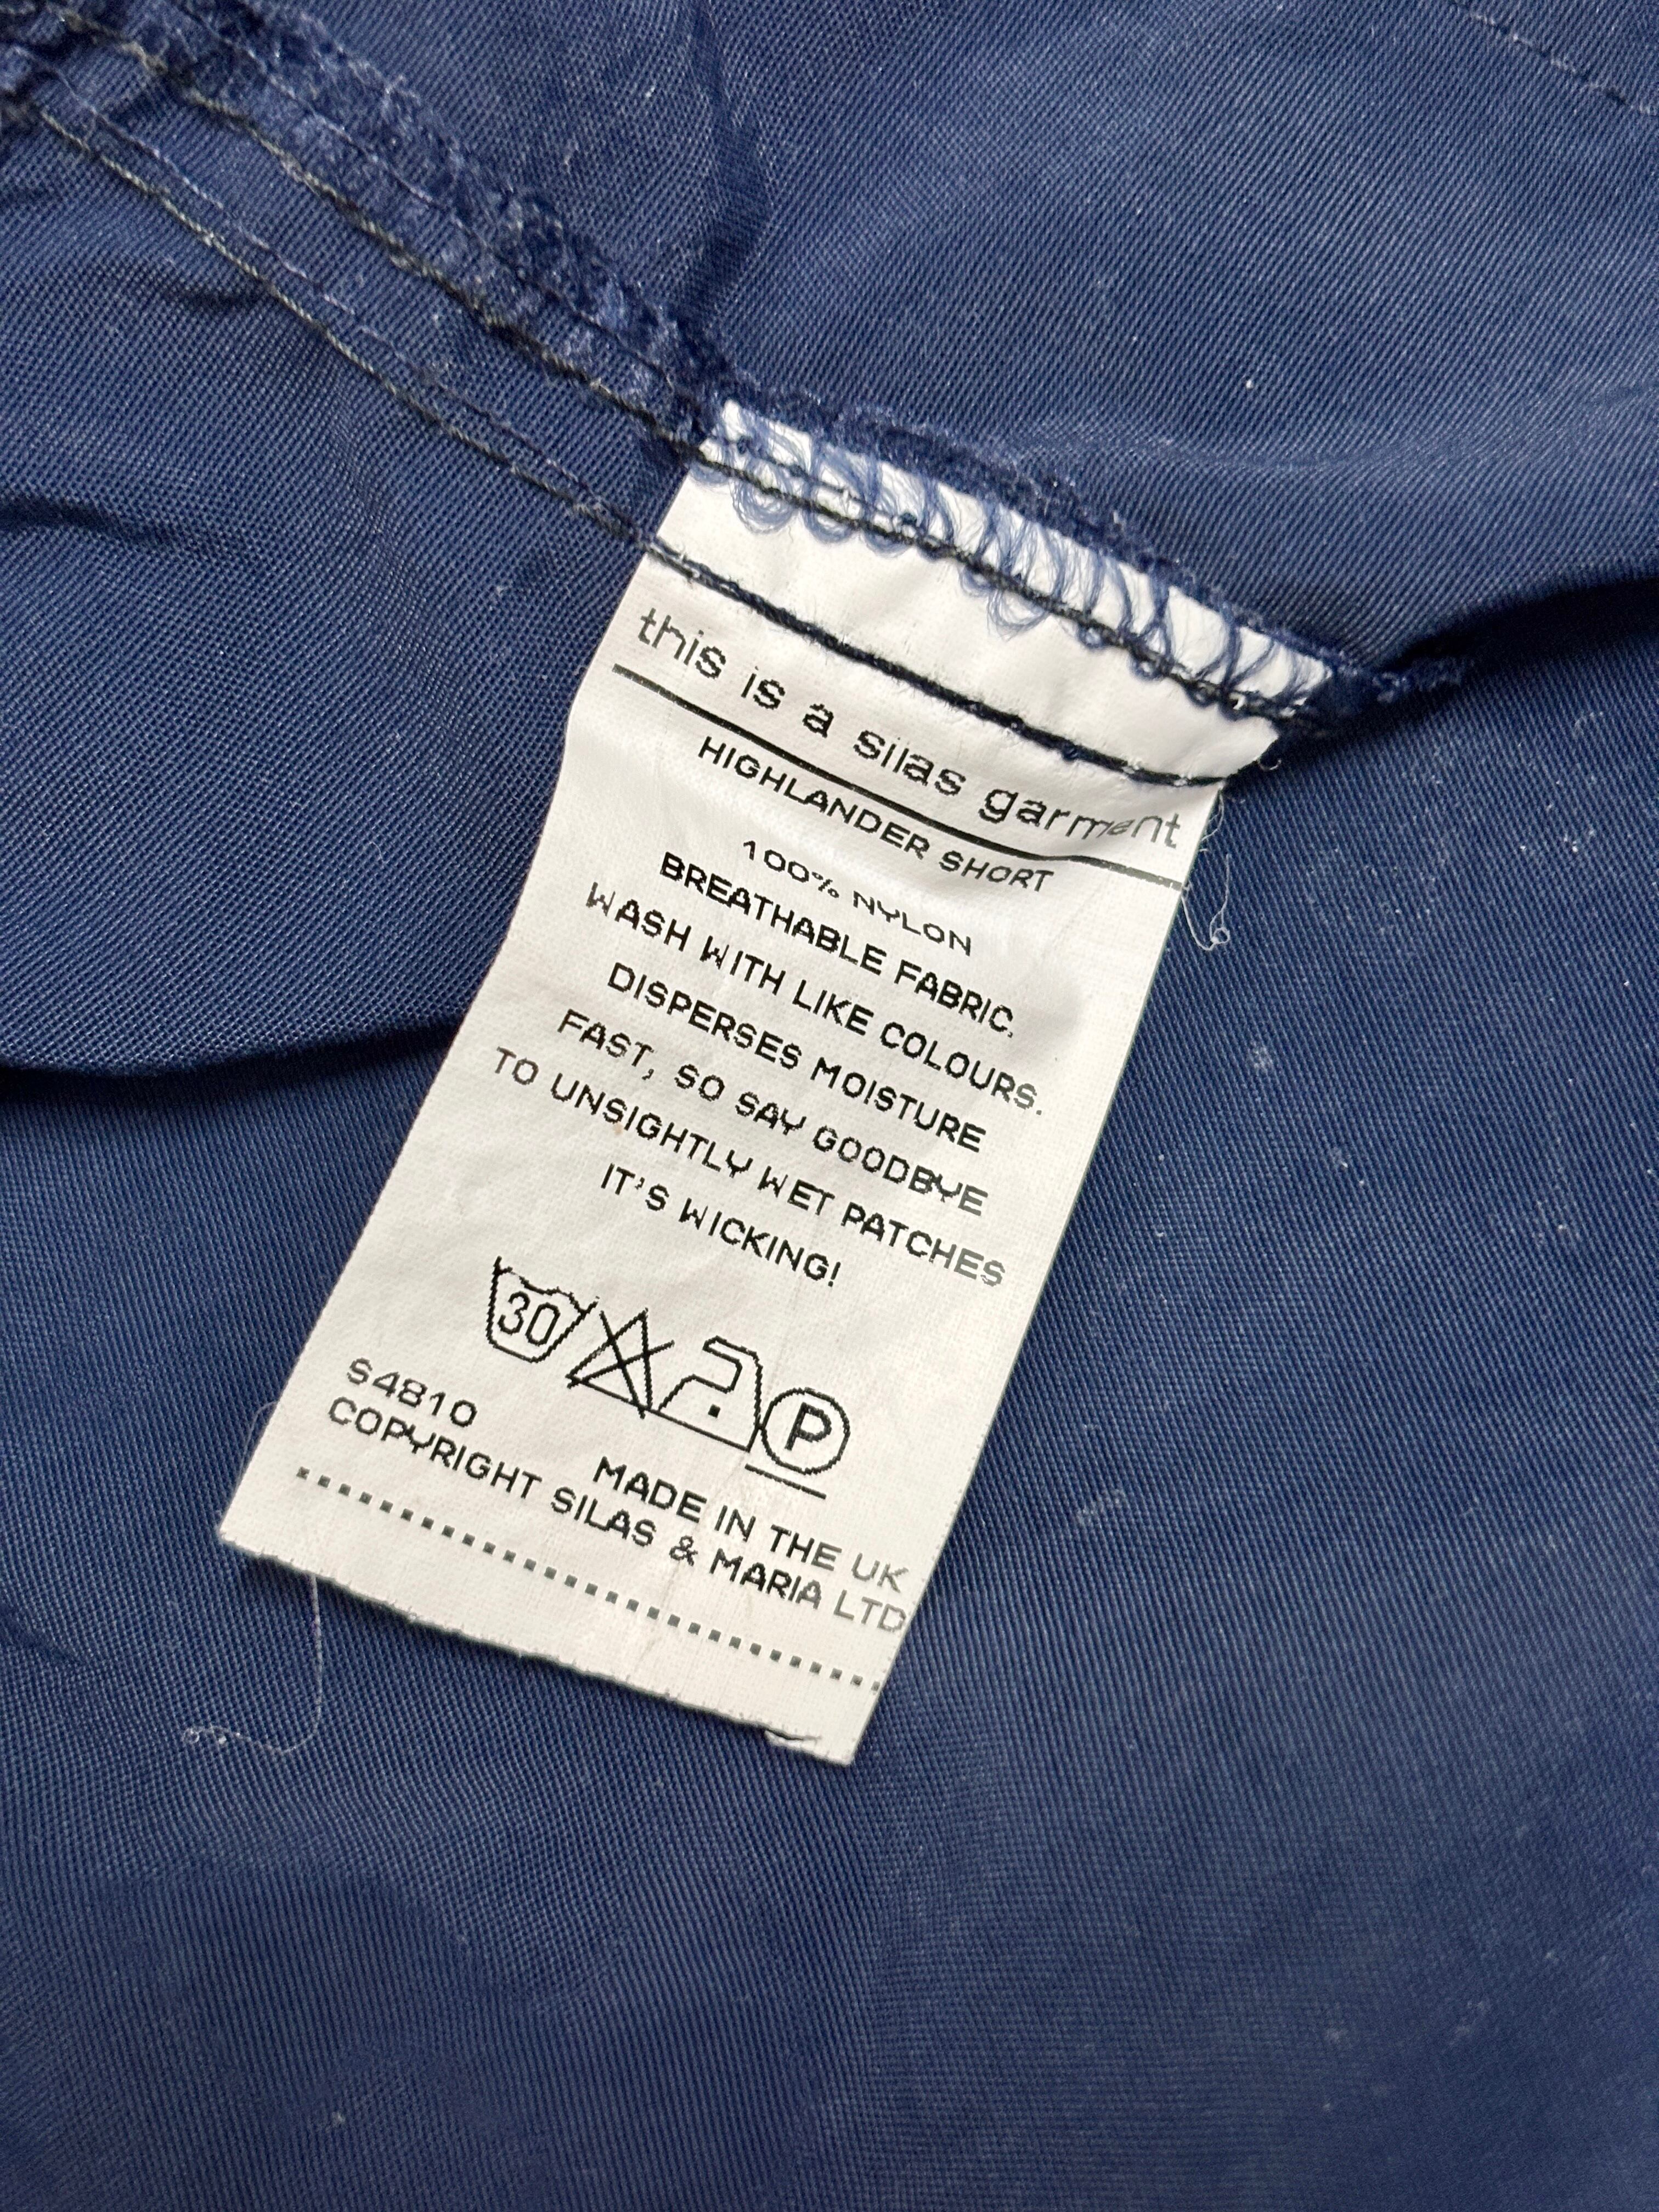 this is a silas garment
HIGHLANDER SHORT
100% NYLON
BREATHABLE FABRIC.
WASH WITH LIKE COLOURS.
DISPERSES MOISTURE
FAST, SO SAY GOODBYE
TO UNSIGHTLY WET PATCHES
IT'S WICKING!
30
P
S4810
MADE IN THE UK
COPYRIGHT SILAS & MARIA LTD